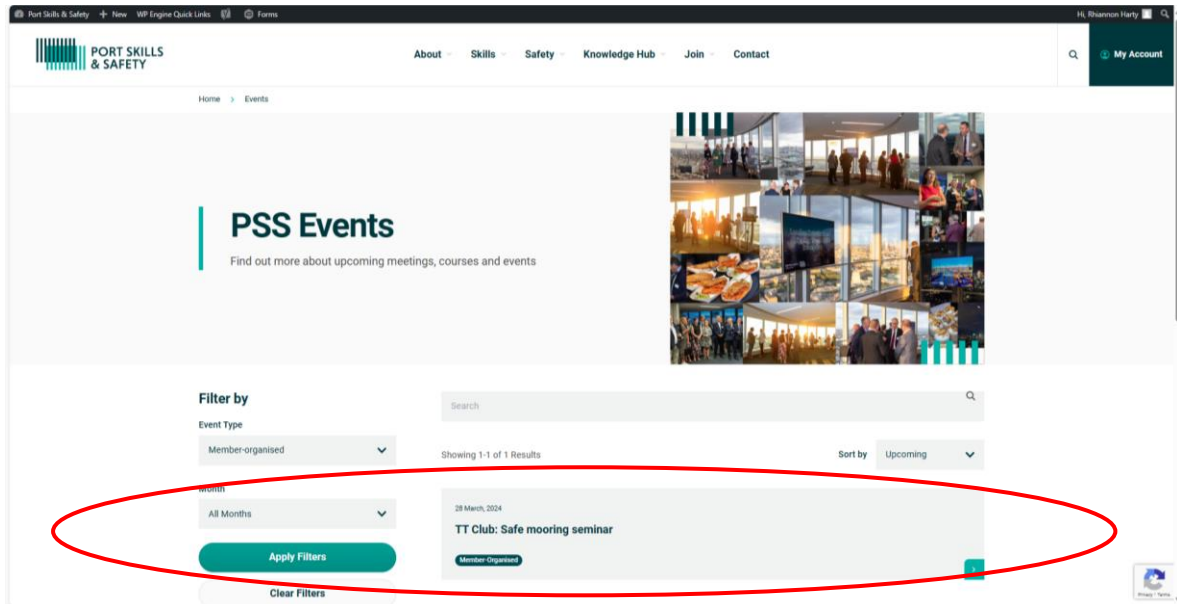 Port Skills & Safety + New WP Engine Quick Links Forms Hi, Rhiannon Harty
PORT SKILLS
& SAFETY
About Skills Safety Knowledge Hub Join Contact My Account
Home > Events
PSS Events
Find out more about upcoming meetings, courses and events
Filter by
Search
Event Type
Member-organised
Showing 1-1 of 1 Results Sort by Upcoming
Month
All Months
28 March, 2024
TT Club: Safe mooring seminar
Apply Filters
Member-Organised
Clear Filters
Privacy - Terms